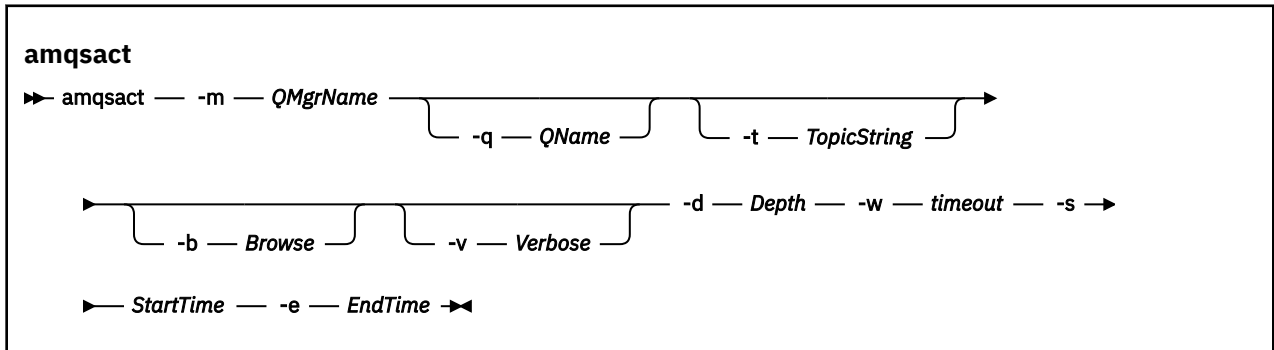 amqsact
amqsact -m QMgrName
-q QName -t TopicString
-d Depth -w timeout -s
-b Browse -v Verbose
StartTime -e EndTime